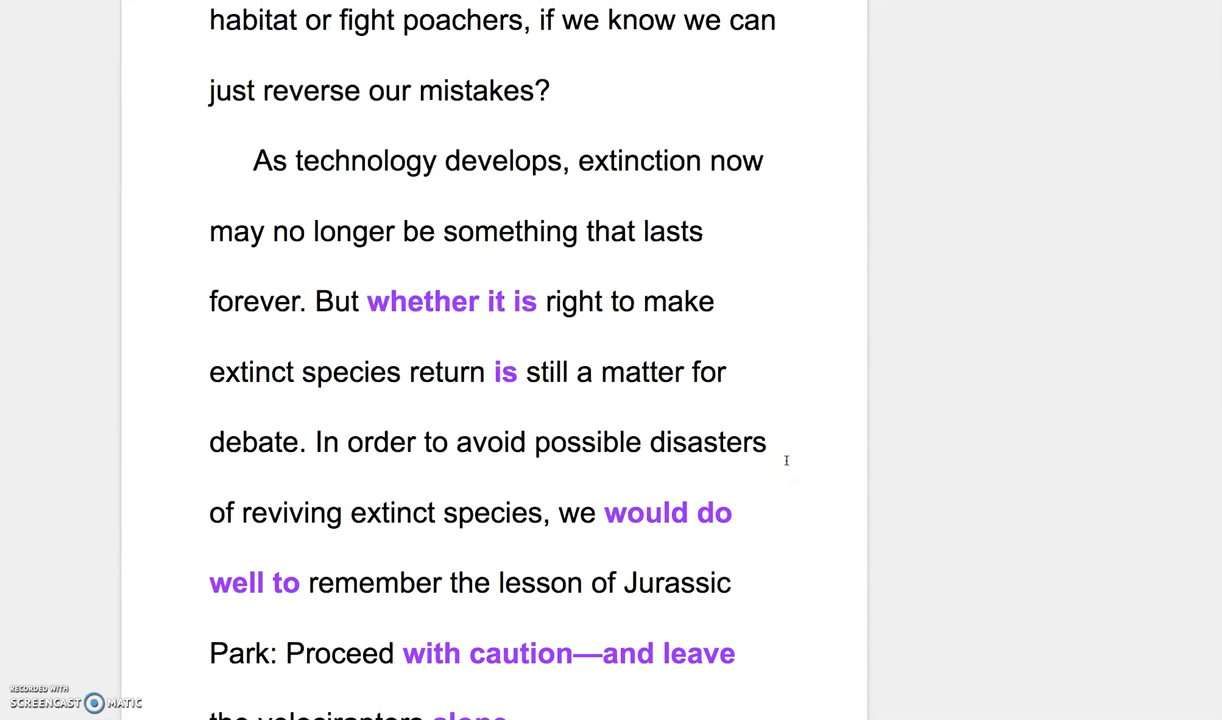 habitat or fight poachers, if we know we can
just reverse our mistakes?
As technology develops, extinction now
may no longer be something that lasts
forever. But whether it is right to make
extinct species return is still a matter for
debate. In order to avoid possible disasters
of reviving extinct species, we would do
well to remember the lesson of Jurassic
Park: Proceed with caution—and leave
the velociraptors alone
RECORDED WITH
SCREENCAST MATIC